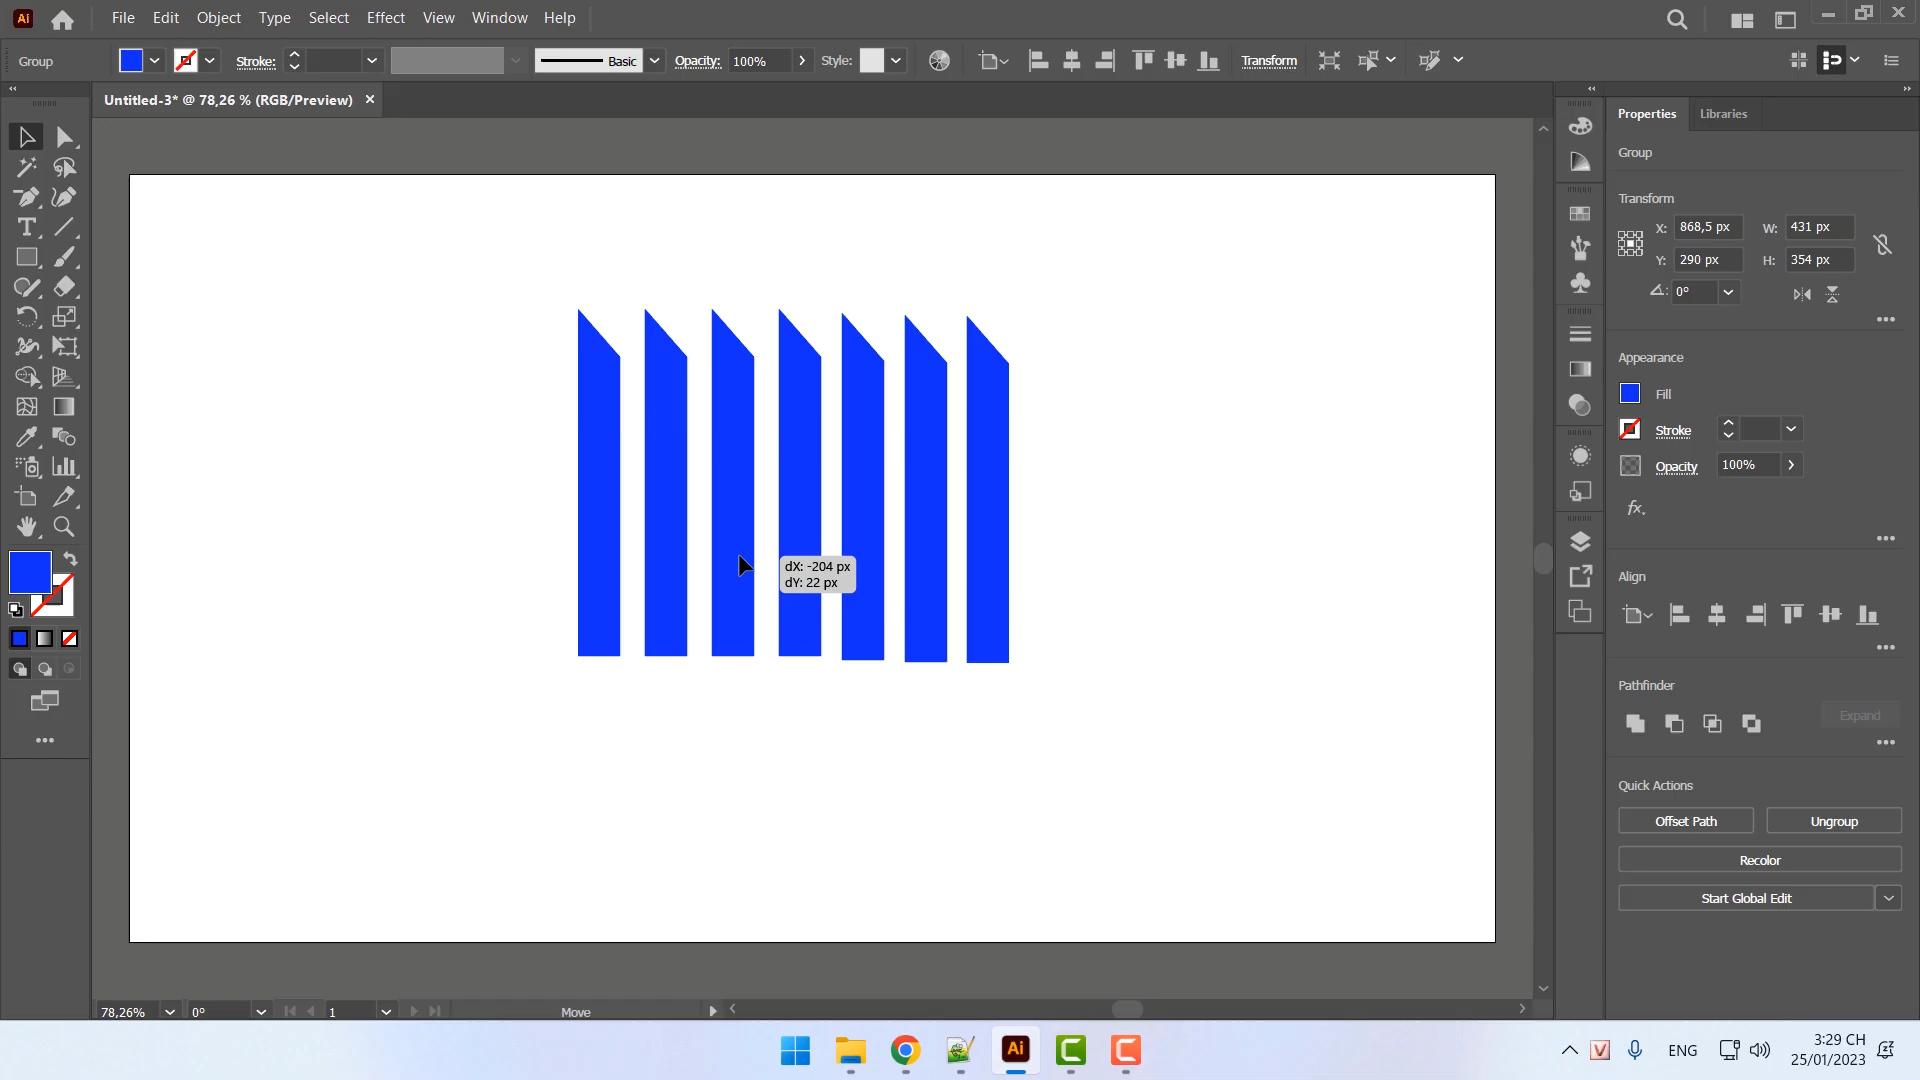 Ai File Edit Object Type Select Effect View Window Help
Group Stroke: Basic Opacity: 100% Style: Transform
Untitled-3* @ 78,26 % (RGB/Preview) ×
Properties Libraries
Group
Transform
X: 868,5 px W: 431 px
Y: 290 px H: 354 px
0°
Appearance
Fill
Stroke
Opacity 100%
fx.
dX: -204 px
dY: 22 px
Align
Pathfinder
Expand
Quick Actions
Offset Path Ungroup
Recolor
Start Global Edit
78,26% 0° 1 Move
Ai
ENG
3:29 CH
25/01/2023